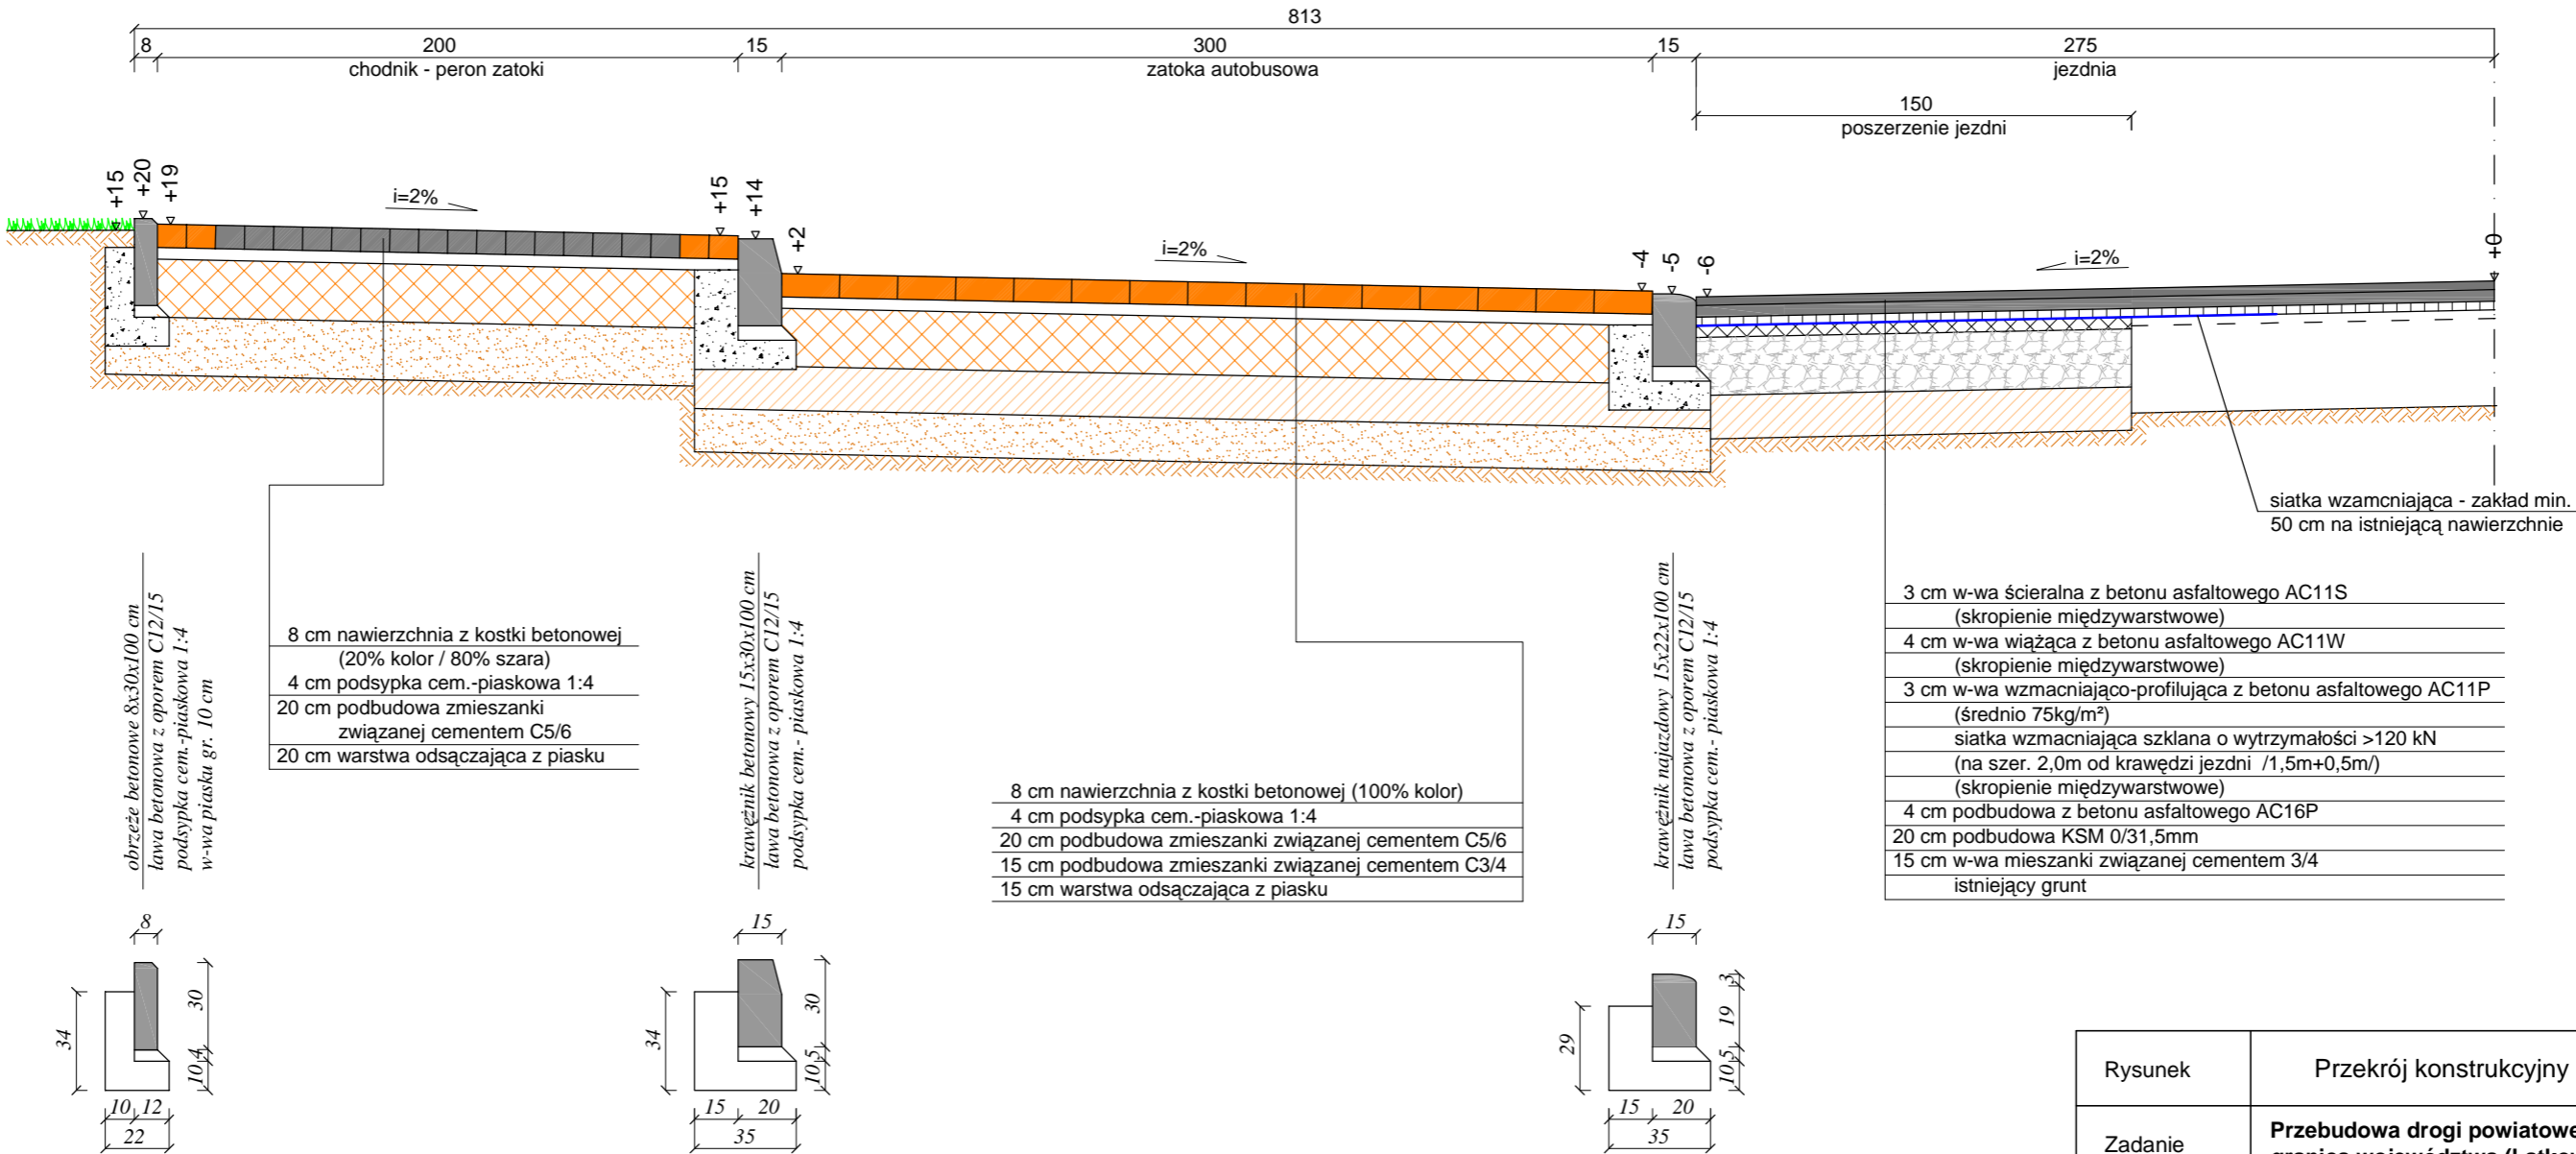 813
8
200
15
300
15
275
chodnik - peron zatoki
zatoka autobusowa
jezdnia
150
poszerzenie jezdni
+15
+20
+19
i=2%
+15
+14
+2
i=2%
-4
-5
-6
i=2%
+0
siatka wzamcniająca - zakład min.
50 cm na istniejącą nawierzchnie
obrzeże betonowe 8x30x100 cm
ława betonowa z oporem C12/15
podsypka cem.-piaskowa 1:4
w-wa piasku gr. 10 cm
8 cm nawierzchnia z kostki betonowej
(20% kolor / 80% szara)
4 cm podsypka cem.-piaskowa 1:4
20 cm podbudowa zmieszanki
związanej cementem C5/6
20 cm warstwa odsączająca z piasku
krawężnik betonowy 15x30x100 cm
ława betonowa z oporem C12/15
podsypka cem.- piaskowa 1:4
8 cm nawierzchnia z kostki betonowej (100% kolor)
4 cm podsypka cem.-piaskowa 1:4
20 cm podbudowa zmieszanki związanej cementem C5/6
15 cm podbudowa zmieszanki związanej cementem C3/4
15 cm warstwa odsączająca z piasku
krawężnik najazdowy 15x22x100 cm
ława betonowa z oporem C12/15
podsypka cem.- piaskowa 1:4
3 cm w-wa ścieralna z betonu asfaltowego AC11S
(skropienie międzywarstwowe)
4 cm w-wa wiążąca z betonu asfaltowego AC11W
(skropienie międzywarstwowe)
3 cm w-wa wzmacniająco-profilująca z betonu asfaltowego AC11P
(średnio 75kg/m²)
siatka wzmacniająca szklana o wytrzymałości >120 kN
(na szer. 2,0m od krawędzi jezdni /1,5m+0,5m/)
(skropienie międzywarstwowe)
4 cm podbudowa z betonu asfaltowego AC16P
20 cm podbudowa KSM 0/31,5mm
15 cm w-wa mieszanki związanej cementem 3/4
istniejący grunt
8
34
30
4
10
10
12
22
15
34
30
5
10
15
20
35
15
29
3
19
5
10
15
20
35
Rysunek
Przekrój konstrukcyjny
Zadanie
Przebudowa drogi powiatowe